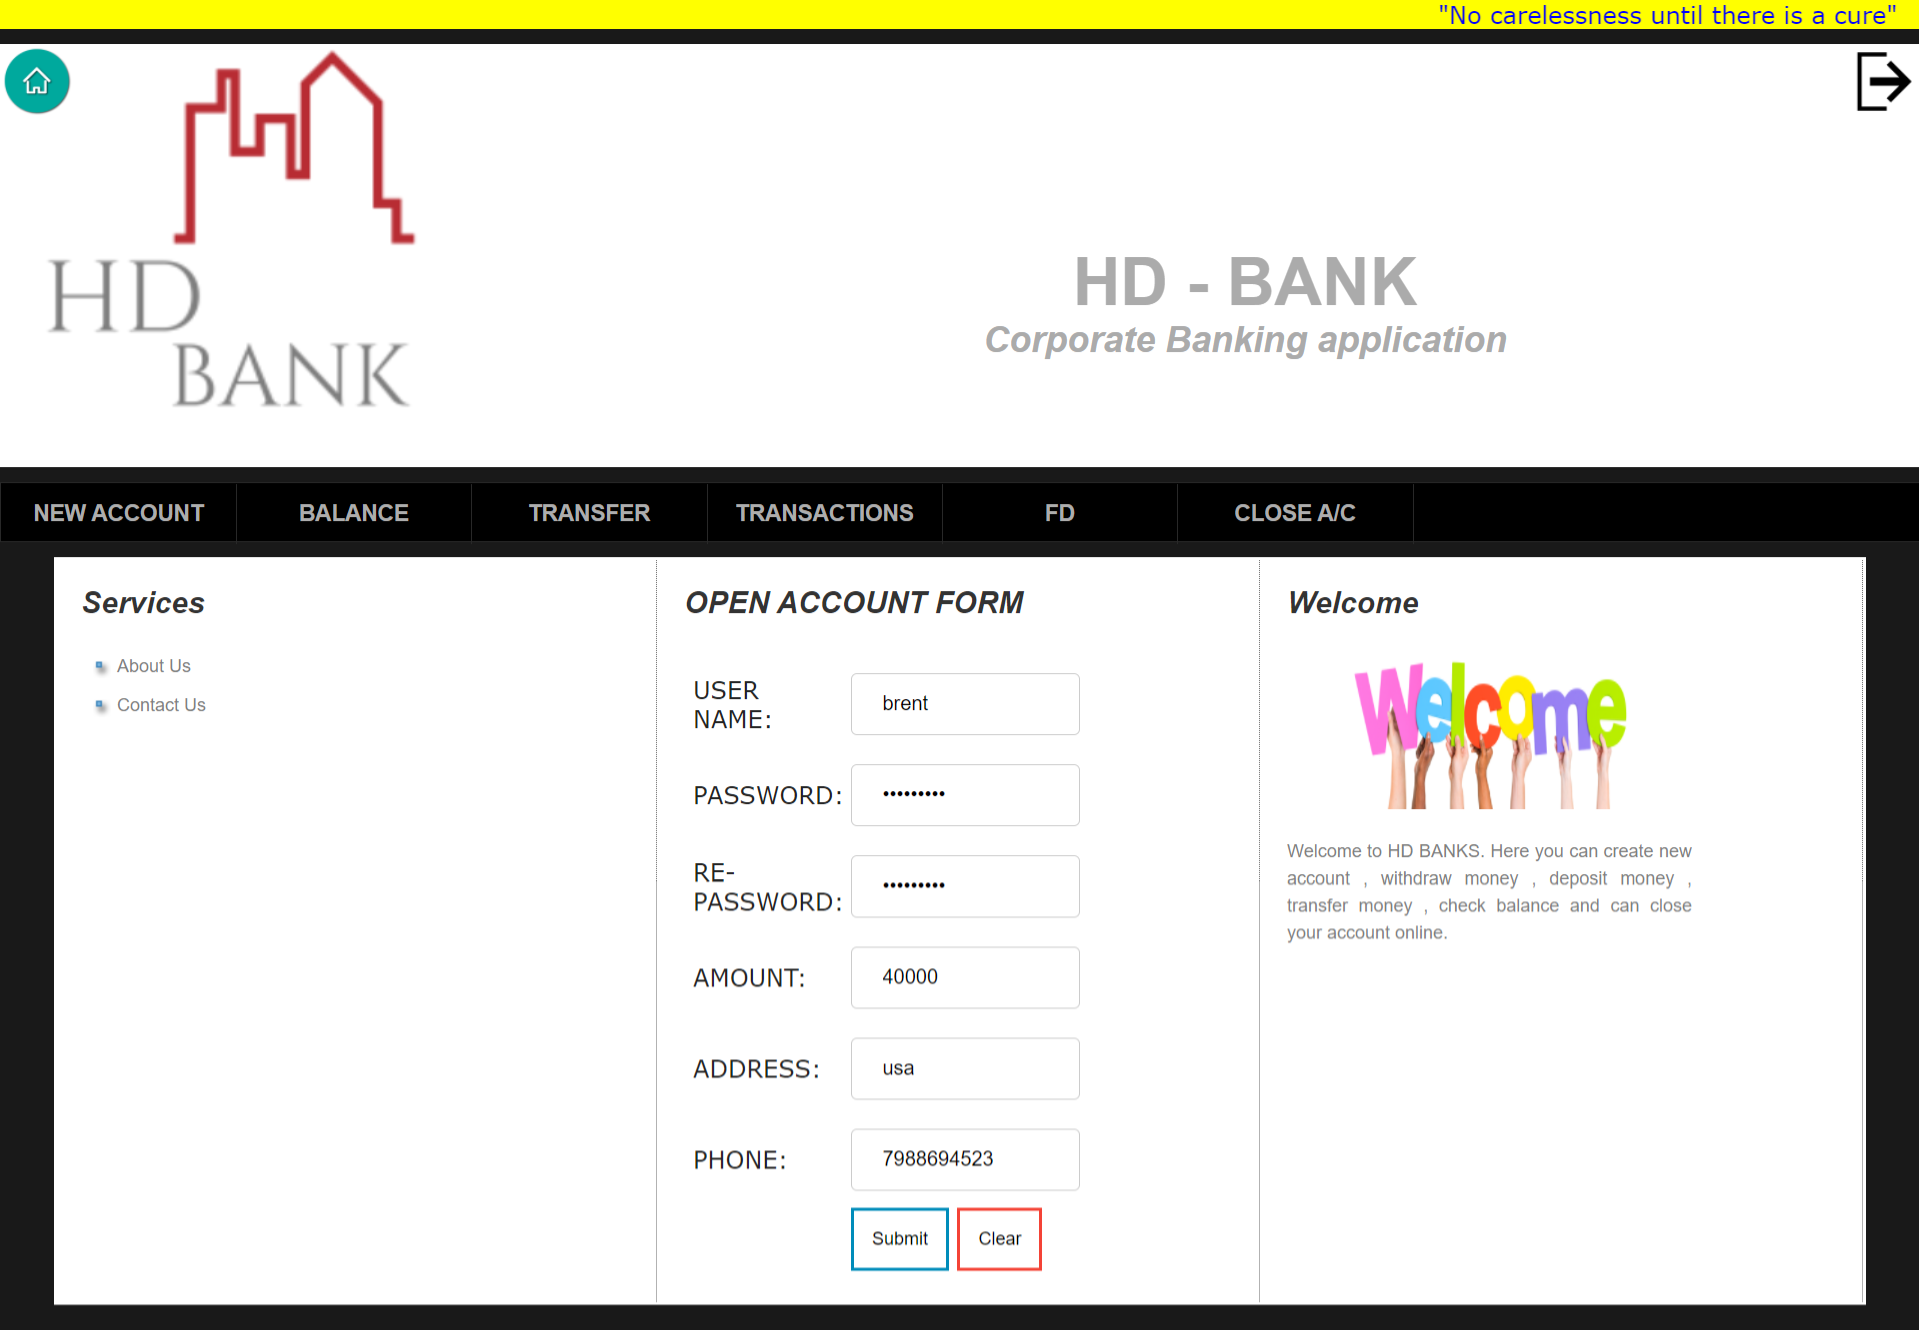 "No carelessness until there is a cure"
HD
BANK
HD - BANK
Corporate Banking application
NEW ACCOUNT
BALANCE
TRANSFER
TRANSACTIONS
FD
CLOSE A/C
Services
About Us
Contact Us
OPEN ACCOUNT FORM
USER
NAME:
brent
PASSWORD:
•••••••••
RE-
PASSWORD:
•••••••••
AMOUNT:
40000
ADDRESS:
usa
PHONE:
7988694523
Submit
Clear
Welcome
Welcome
Welcome to HD BANKS. Here you can create new
account , withdraw money , deposit money ,
transfer money , check balance and can close
your account online.